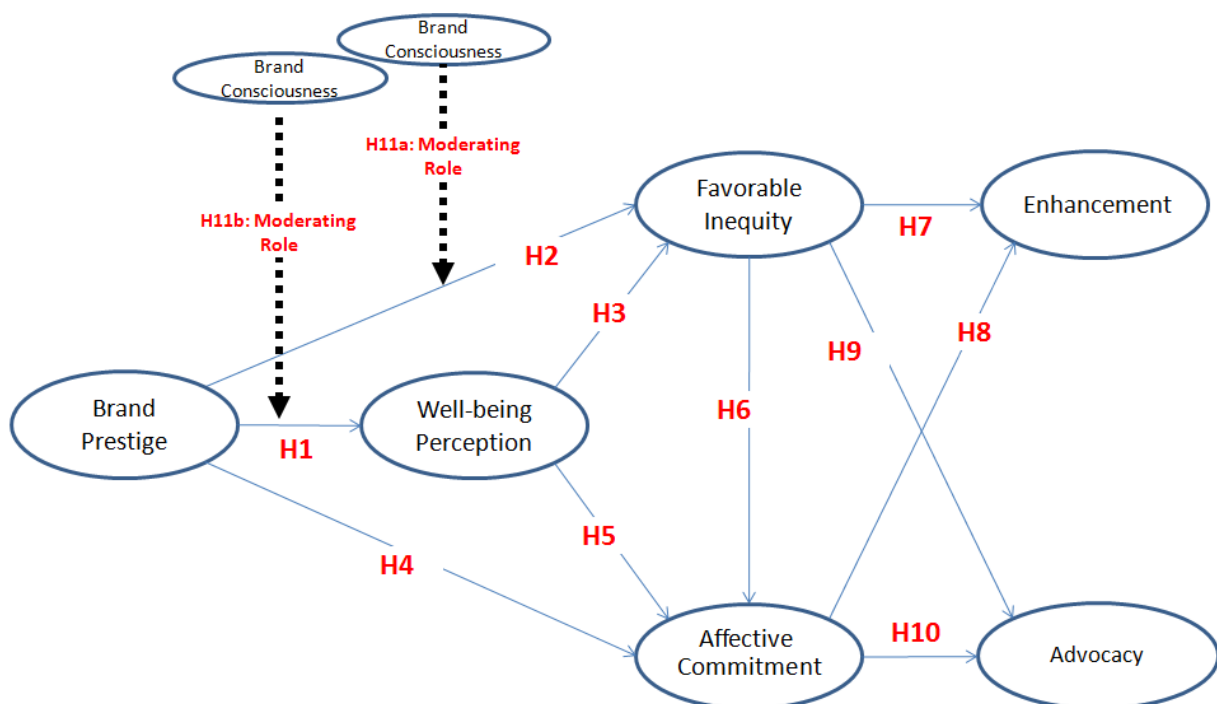 Brand
Consciousness
Brand
Consciousness
H11a: Moderating
Role
H11b: Moderating
Role
Favorable
Inequity
Enhancement
H7
H2
H3
H9
H8
Brand
Prestige
Well-being
Perception
H6
H1
H5
H4
Affective
Commitment
H10
Advocacy